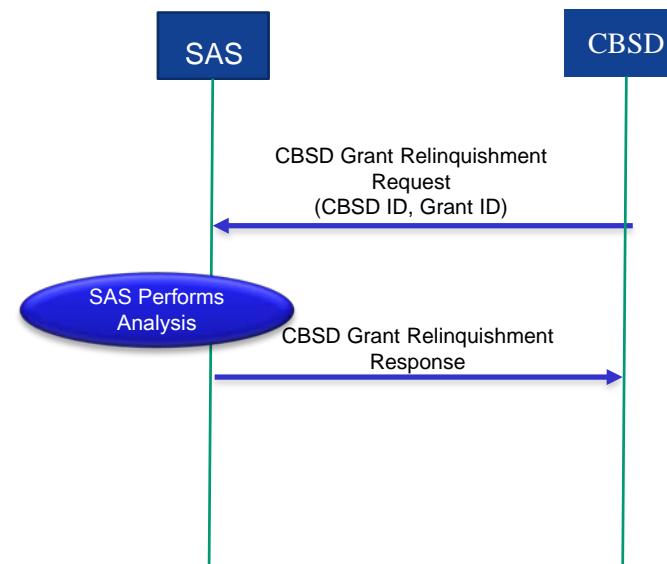 SAS
CBSD
CBSD Grant Relinquishment
Request
(CBSD ID, Grant ID)
SAS Performs
Analysis
CBSD Grant Relinquishment
Response